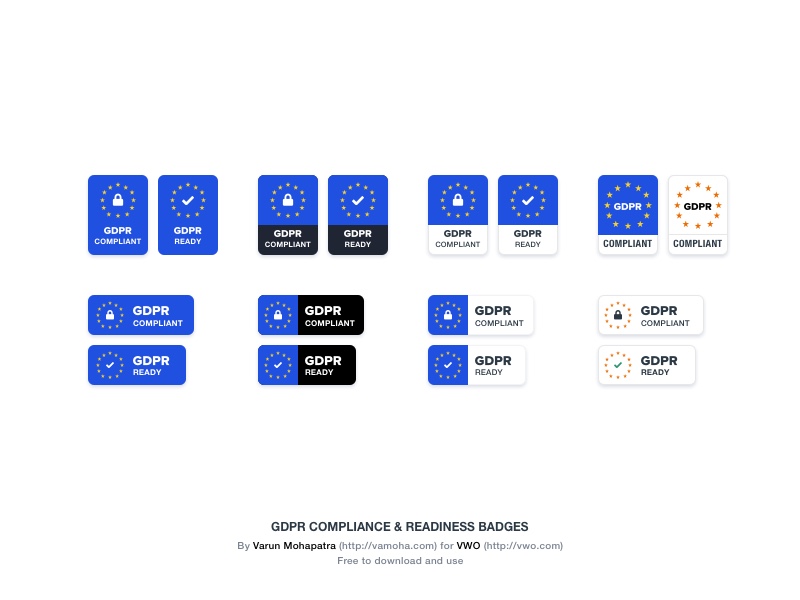 GDPR
COMPLIANT
GDPR
READY
GDPR
COMPLIANT
GDPR
READY
GDPR
COMPLIANT
GDPR
READY
GDPR
COMPLIANT
GDPR
COMPLIANT
GDPR
COMPLIANT
GDPR
COMPLIANT
GDPR
COMPLIANT
GDPR
COMPLIANT
GDPR
READY
GDPR
READY
GDPR
READY
GDPR
READY
GDPR COMPLIANCE & READINESS BADGES
By Varun Mohapatra (http://vamoha.com) for VWO (http://vwo.com)
Free to download and use